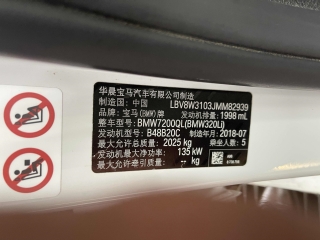 华晨宝马汽车有限公司制造
制造国：中国 LBV8W3103JMM82939
品牌：宝马(BMW)牌 发动机排量：1998 mL
整车型号：BMW7200QL(BMW320Li)
发动机型号：B48B20C 制造年月：2018-07
最大允许总质量：2025 kg 乘坐人数：5
发动机最大净功率：135 kW
最大允许牵引质量：-- kg